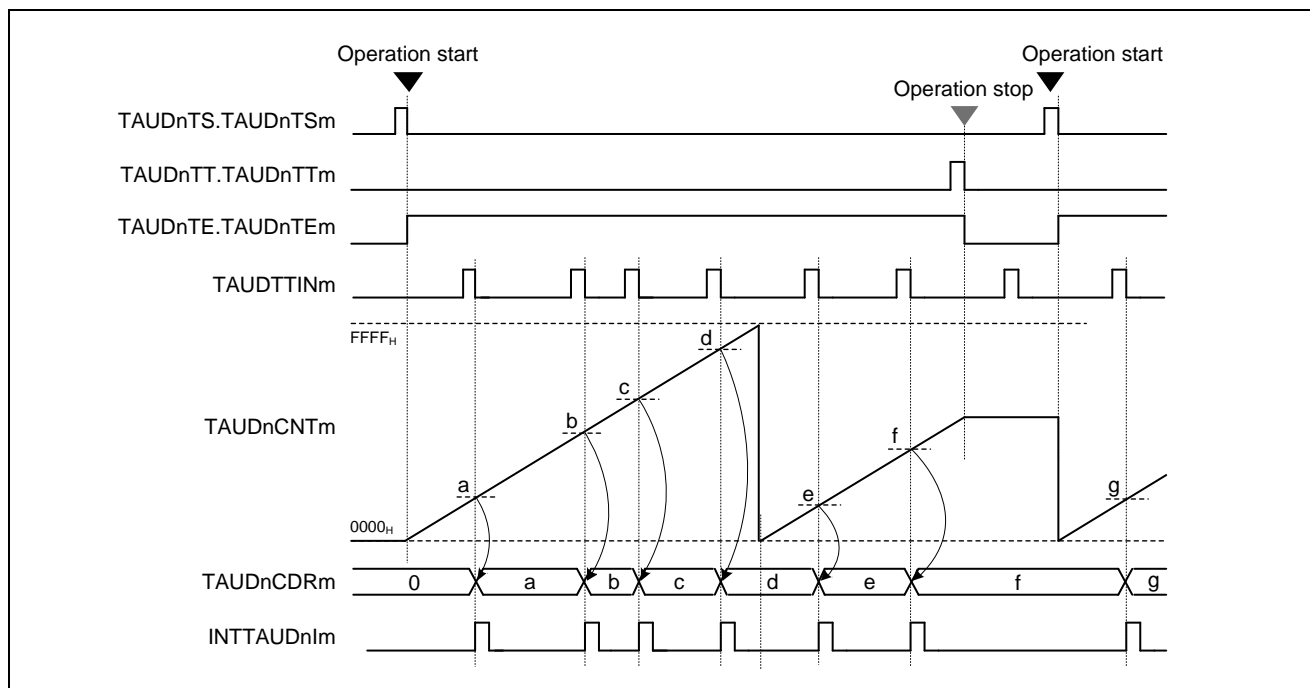 Operation start
Operation start
Operation stop
TAUDnTS.TAUDnTSm
TAUDnTT.TAUDnTTm
TAUDnTE.TAUDnTEm
TAUDTTINm
FFFFH
d
c
TAUDnCNTm
b
f
a
e
g
0000H
TAUDnCDRm
0 a b c d e f g
INTTAUDnIm